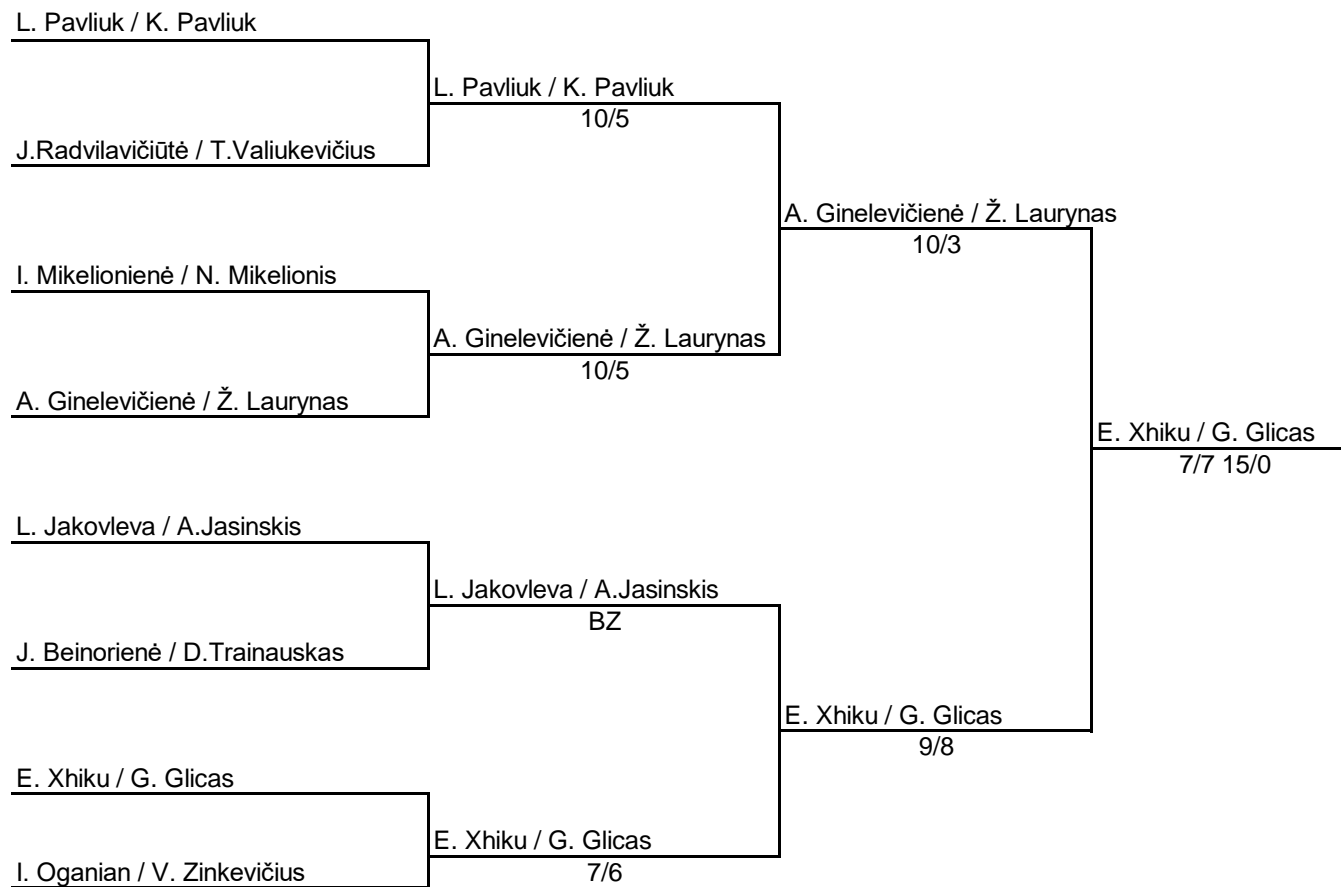 L. Pavliuk / K. Pavliuk
L. Pavliuk / K. Pavliuk
10/5
J.Radvilavičiūtė / T.Valiukevičius
A. Ginelevičienė / Ž. Laurynas
10/3
I. Mikelionienė / N. Mikelionis
A. Ginelevičienė / Ž. Laurynas
10/5
A. Ginelevičienė / Ž. Laurynas
E. Xhiku / G. Glicas
7/7 15/0
L. Jakovleva / A.Jasinskis
L. Jakovleva / A.Jasinskis
BZ
J. Beinorienė / D.Trainauskas
E. Xhiku / G. Glicas
9/8
E. Xhiku / G. Glicas
E. Xhiku / G. Glicas
7/6
I. Oganian / V. Zinkevičius